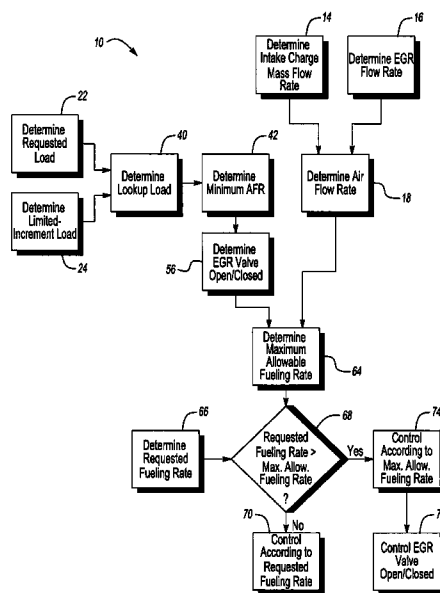 10
14
Determine
Intake Charge
Mass Flow
Rate
16
Determine EGR
Flow Rate
22
Determine
Requested
Load
40
Determine
Lookup Load
42
Determine
Minimum AFR
Determine Air
Flow Rate
18
Determine
Limited-
Increment Load
24
56
Determine
EGR Valve
Open/Closed
Determine
Maximum
Allowable
Fueling Rate
64
66
Determine
Requested
Fueling Rate
68
Requested
Fueling Rate >
Max. Allow.
Fueling Rate
?
Yes
74
Control
According to
Max. Allow.
Fueling Rate
No
70
Control
According to
Requested
Fueling Rate
Control EGR
Valve
Open/Closed